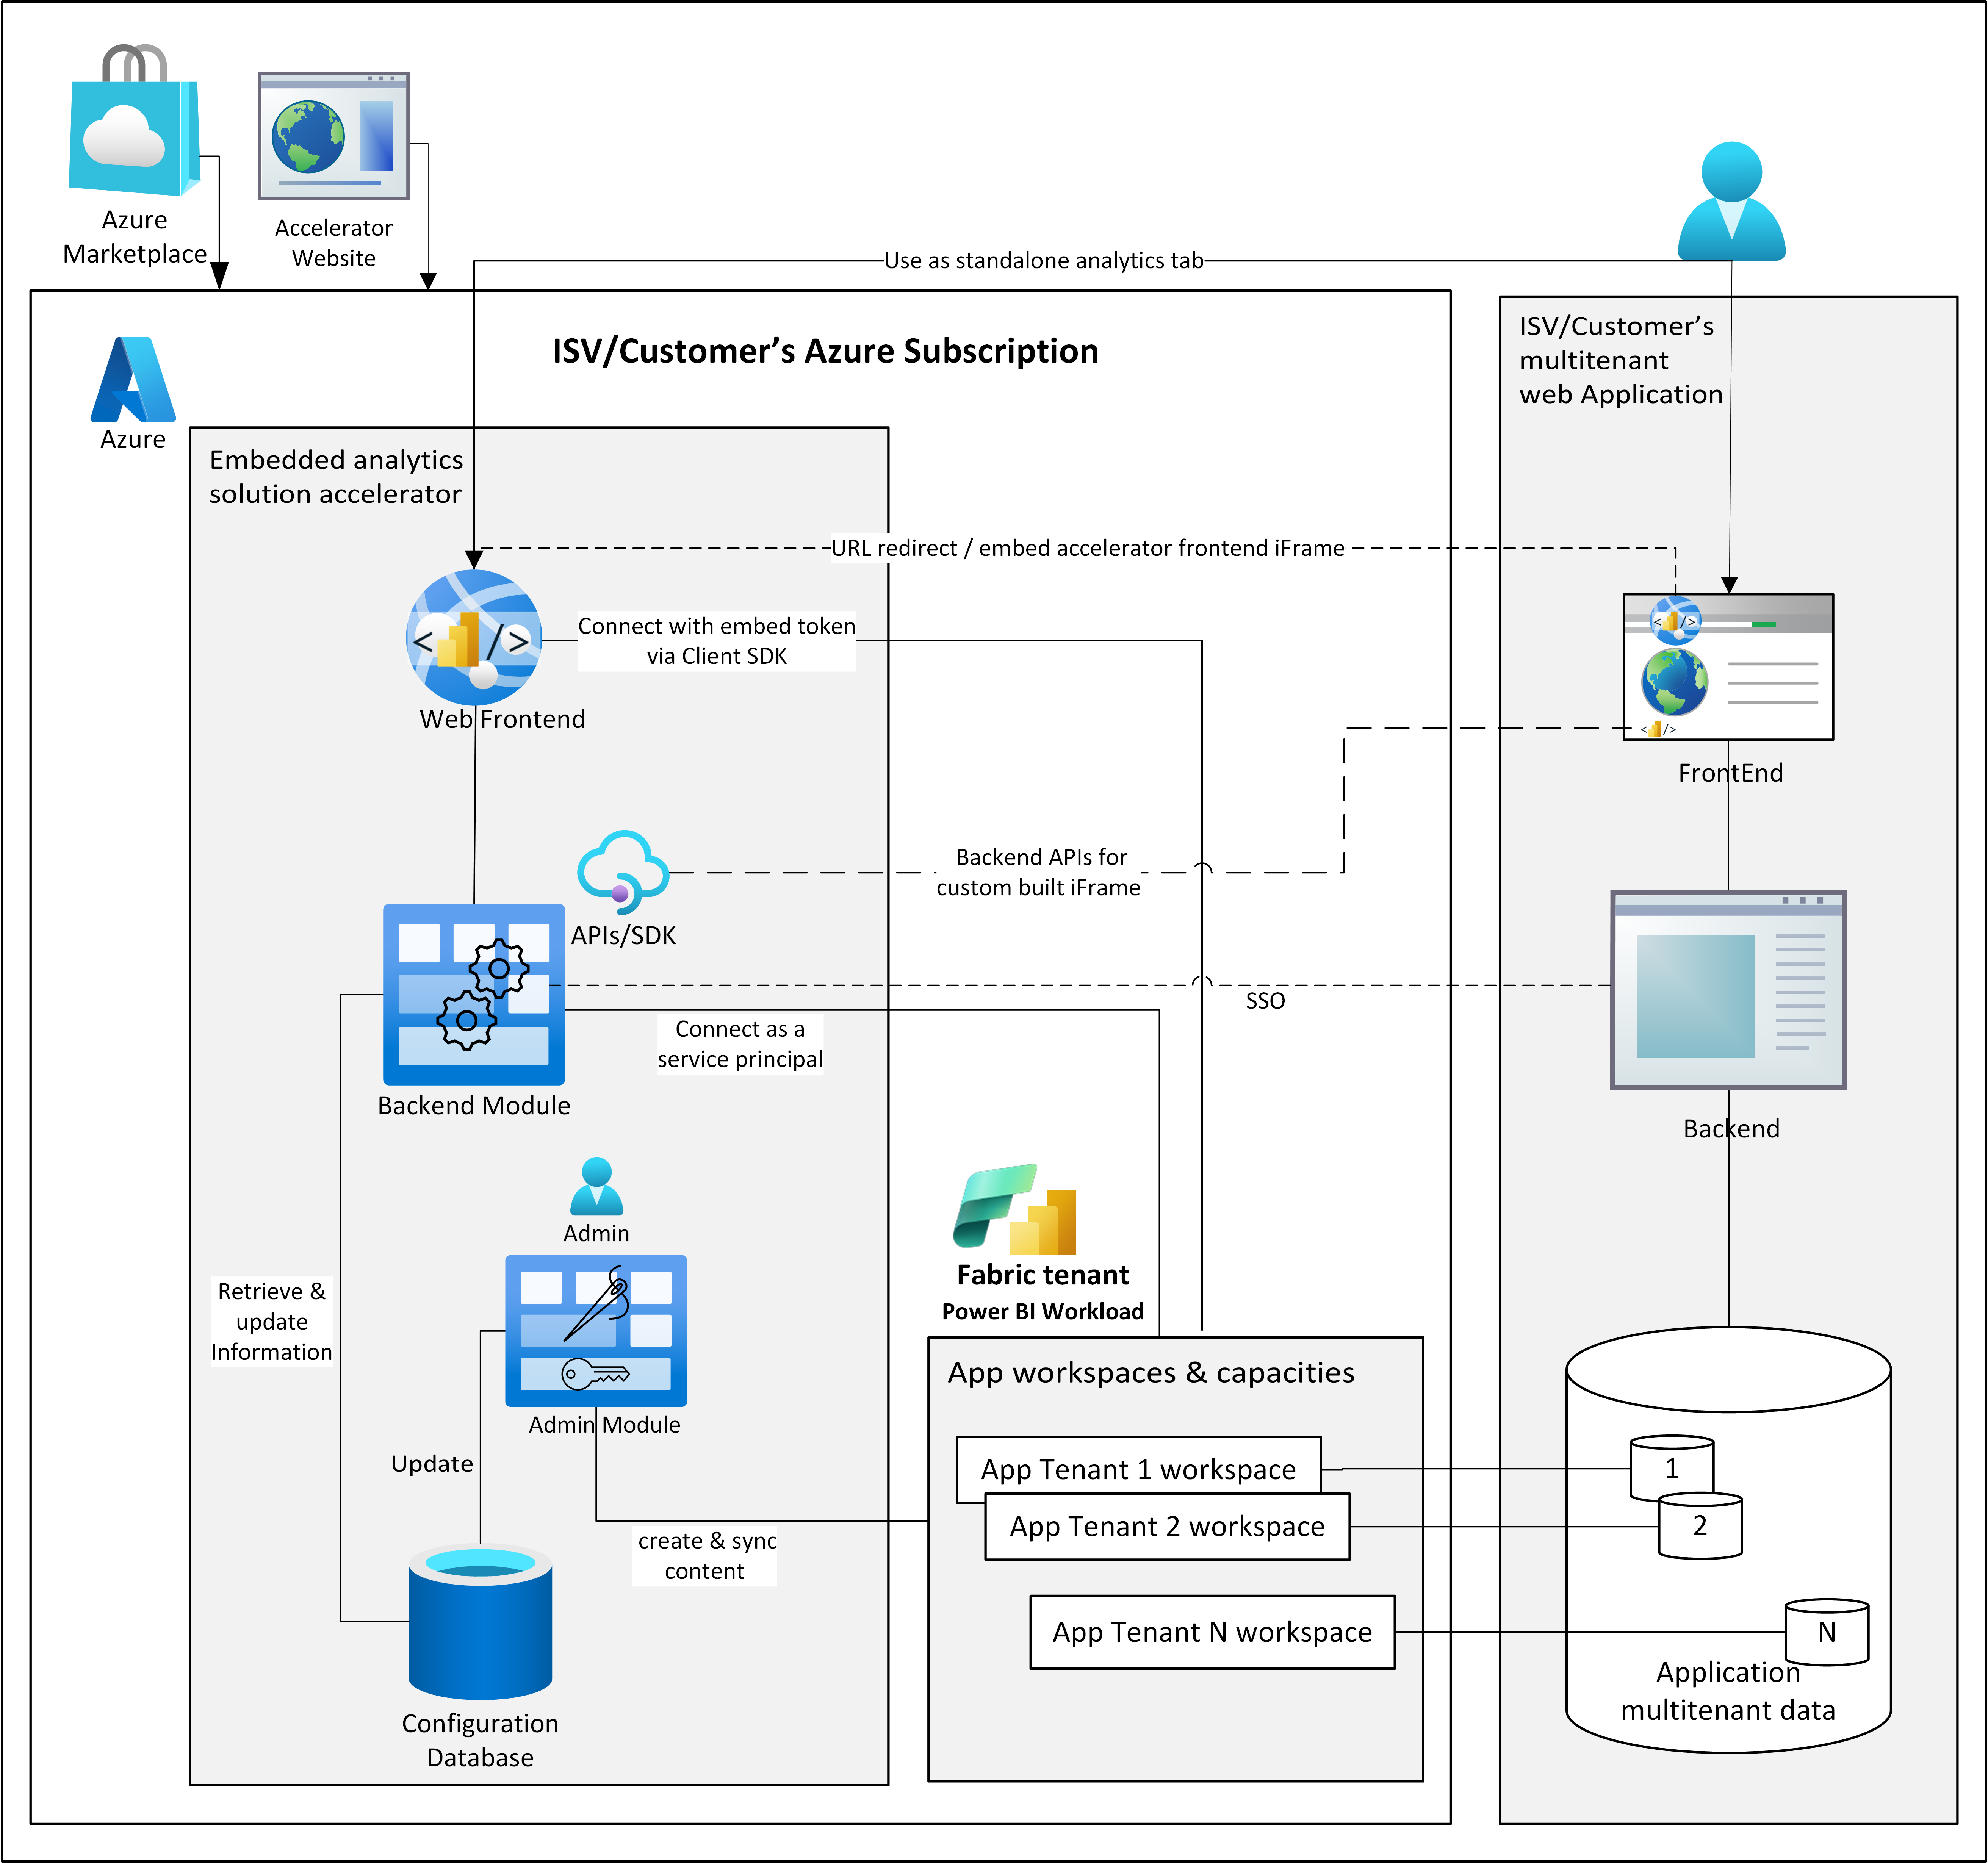 Azure
Marketplace
Accelerator
Website
Use as standalone analytics tab
ISV/Customer's Azure Subscription
Azure
ISV/Customer's
multitenant
web Application
Embedded analytics
solution accelerator
URL redirect / embed accelerator frontend iFrame
Connect with embed token
via Client SDK
Web Frontend
< />
< />
< />
FrontEnd
Backend APIs for
custom built iFrame
APIs/SDK
SSO
Connect as a
service principal
Backend Module
Backend
Admin
Fabric tenant
Power BI Workload
Retrieve &
update
Information
App workspaces & capacities
Admin Module
Update
App Tenant 1 workspace
1
App Tenant 2 workspace
2
create & sync
content
App Tenant N workspace
N
Application
multitenant data
Configuration
Database